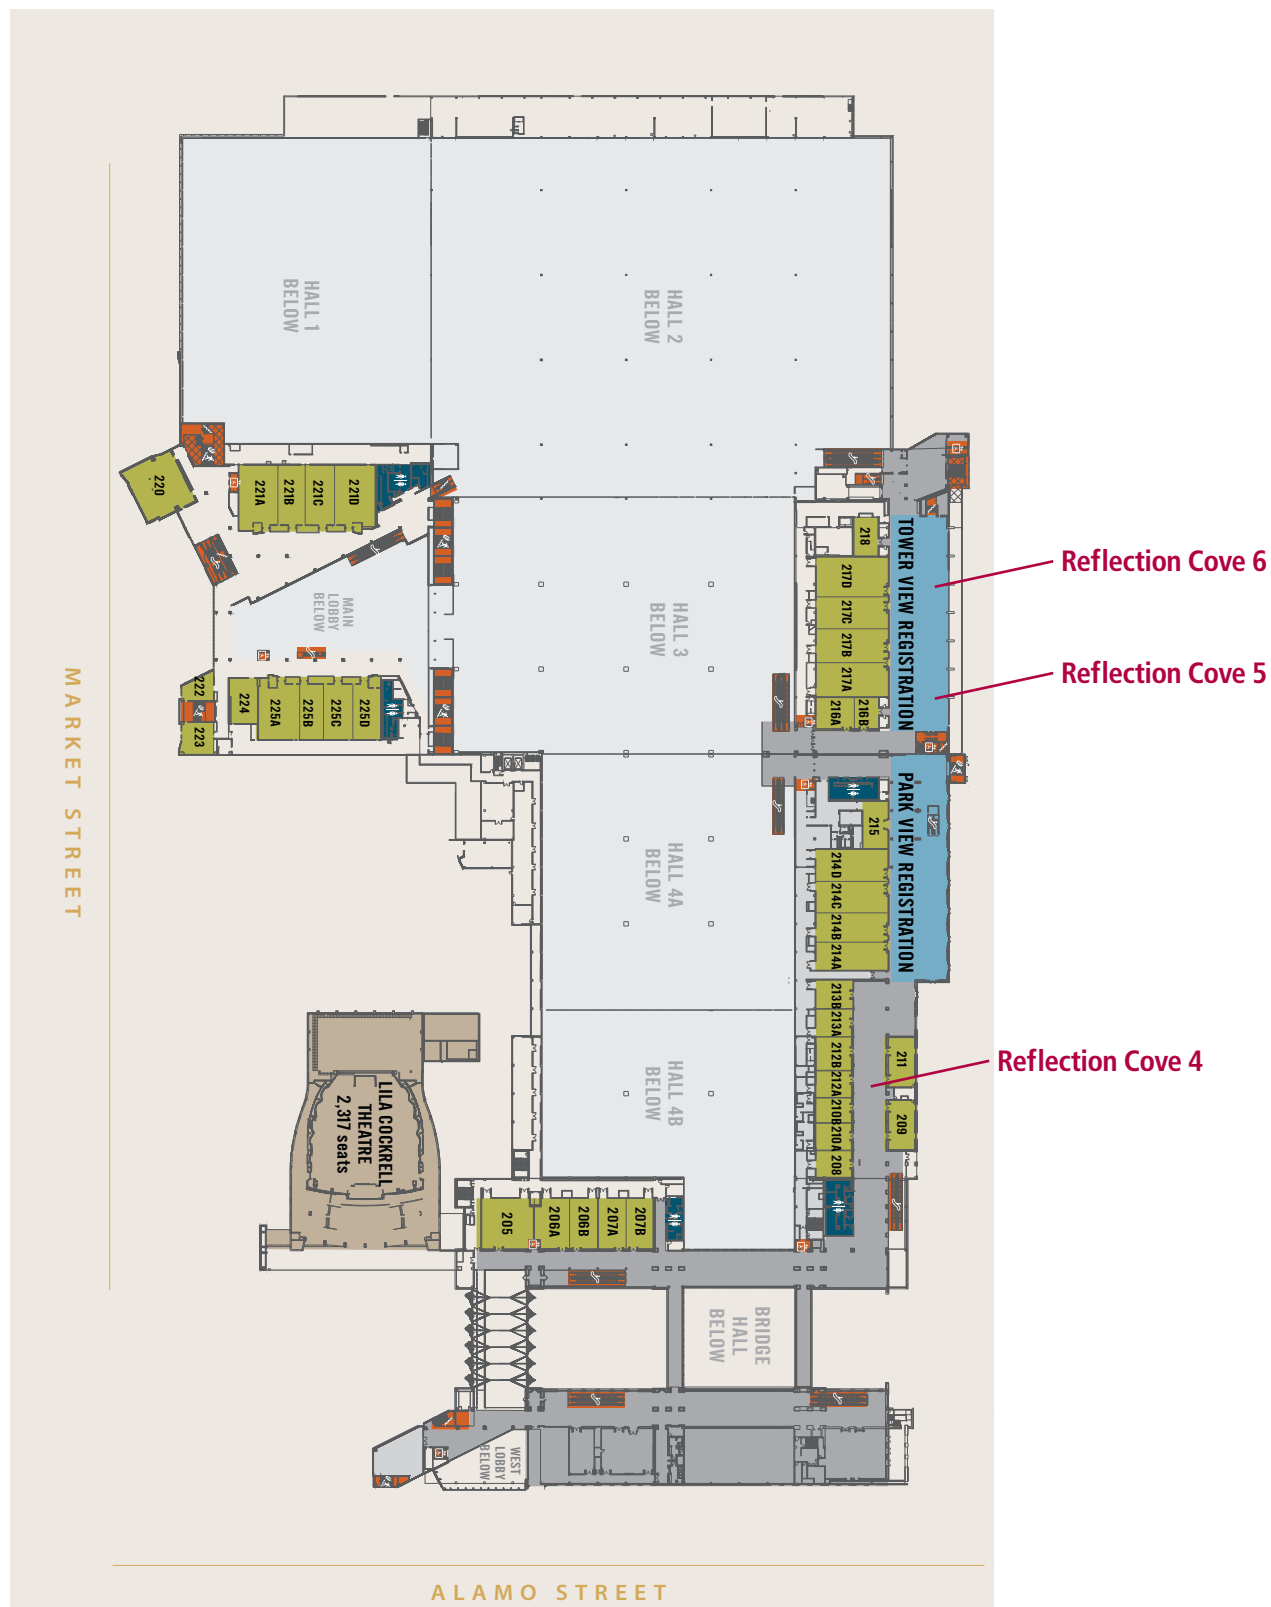 HALL 1
BELOW
HALL 2
BELOW
220
221A
221B
221C
221D
218
TOWER VIEW REGISTRATION
Reflection Cove 6
217D
217C
217B
217A
MAIN
LOBBY
BELOW
HALL 3
BELOW
Reflection Cove 5
222
223
224
225A
225B
225C
225D
216A
216B
MARKET STREET
PARK VIEW REGISTRATION
215
HALL 4A
BELOW
214D
214C
214B
214A
213B
213A
212B
212A
210B
210A
208
211
209
Reflection Cove 4
HALL 4B
BELOW
LILA COCKRELL
THEATRE
2,317 seats
205
206A
206B
207A
207B
BRIDGE
HALL
BELOW
WEST
LOBBY
BELOW
ALAMO STREET